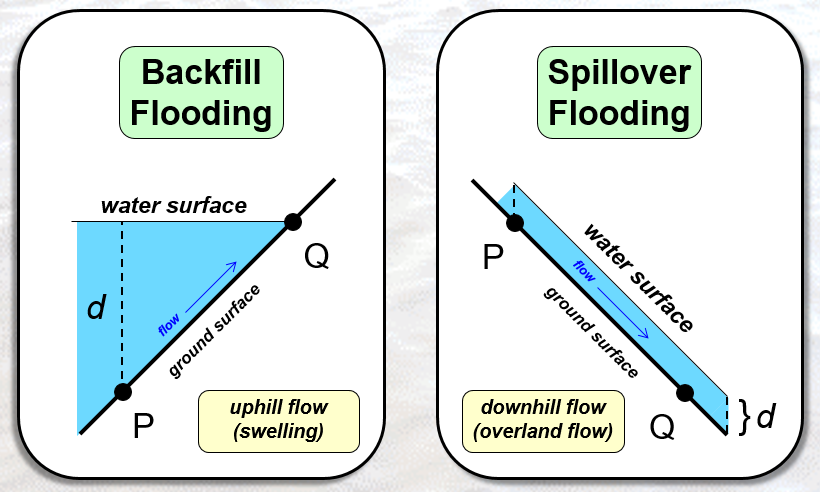 Backfill
Flooding
water surface
Q
d
flow
ground surface
P
uphill flow
(swelling)
Spillover
Flooding
P
water surface
flow
ground surface
Q
} d
downhill flow
(overland flow)